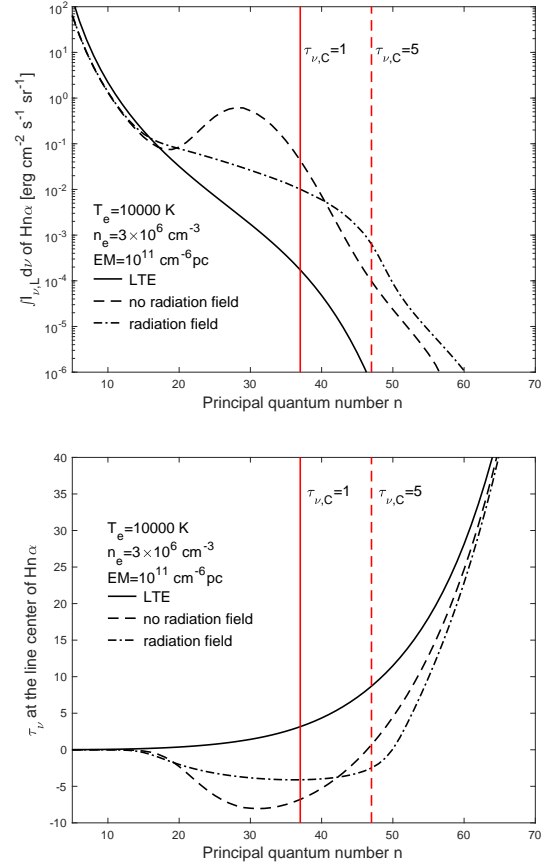 10^2
10^1
10^0
10^-1
10^-2
10^-3
10^-4
10^-5
10^-6
∫I_ν,L dν of Hnα [erg cm^-2 s^-1 sr^-1]
τ_ν,C=1 τ_ν,C=5
T_e=10000 K
n_e=3×10^6 cm^-3
EM=10^11 cm^-6pc
LTE
no radiation field
radiation field
10 20 30 40 50 60 70
Principal quantum number n
40
35
30
25
20
15
10
5
0
-5
-10
τ_ν at the line center of Hnα
τ_ν,C=1 τ_ν,C=5
T_e=10000 K
n_e=3×10^6 cm^-3
EM=10^11 cm^-6pc
LTE
no radiation field
radiation field
10 20 30 40 50 60 70
Principal quantum number n